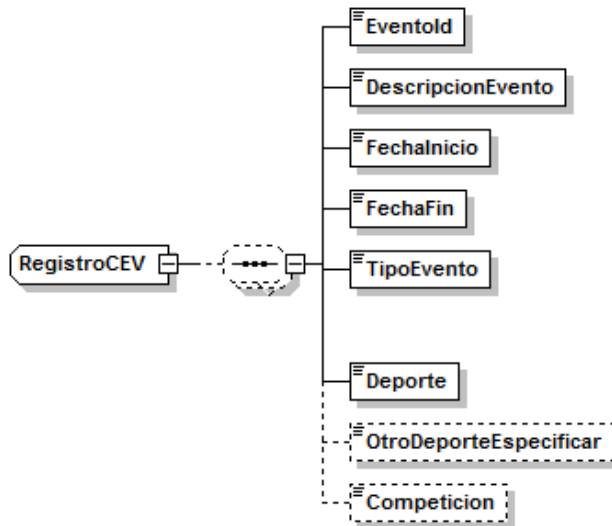 EventoId
DescripcionEvento
FechaInicio
FechaFin
RegistroCEV
TipoEvento
Deporte
OtroDeporteEspecificar
Competicion